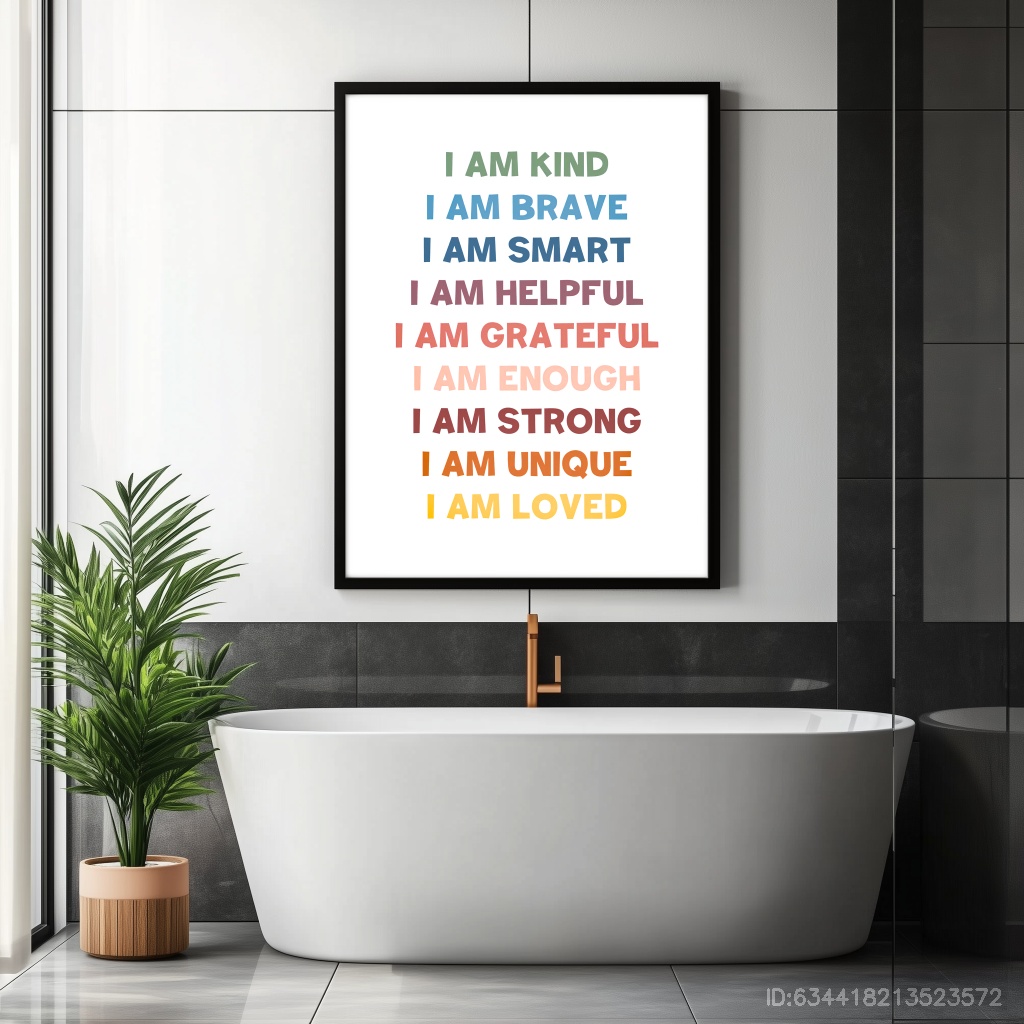 I AM KIND
I AM BRAVE
I AM SMART
I AM HELPFUL
I AM GRATEFUL
I AM ENOUGH
I AM STRONG
I AM UNIQUE
I AM LOVED
ID:634418213523572